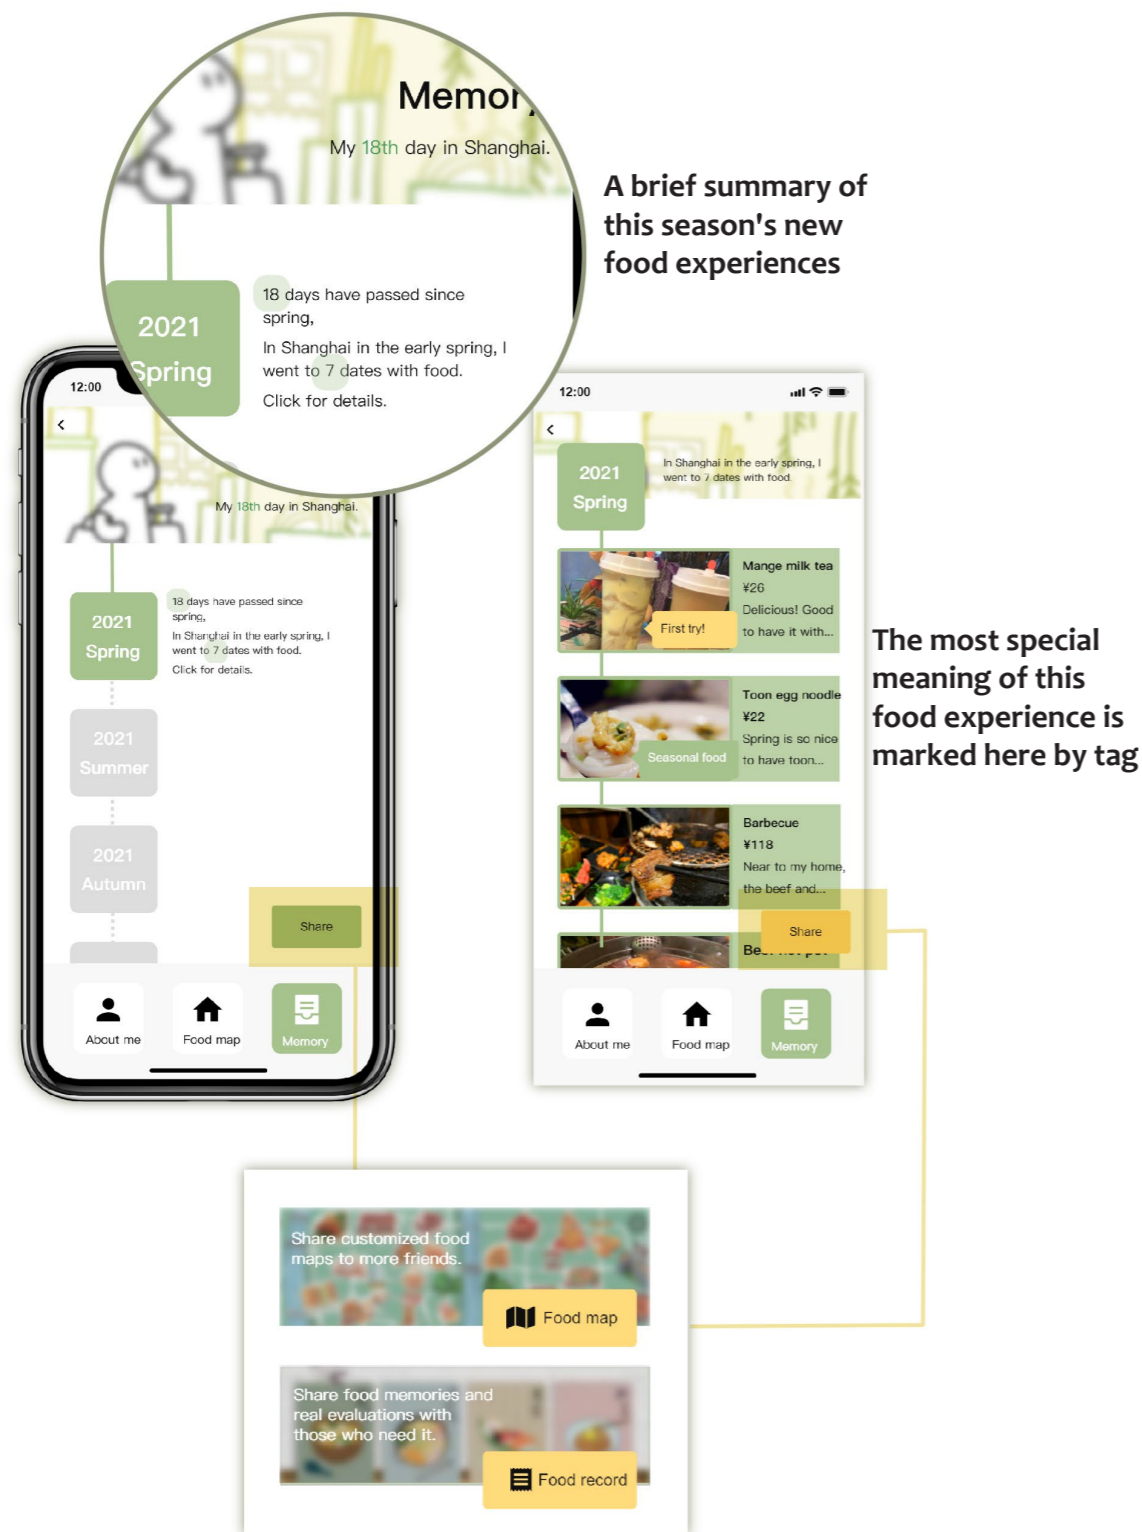 Memory
My 18th day in Shanghai.
A brief summary of
this season's new
food experiences
2021
Spring
18 days have passed since
spring,
In Shanghai in the early spring, I
went to 7 dates with food.
Click for details.
12:00
My 18th day in Shanghai.
2021
Spring
18 days have passed since
spring,
In Shanghai in the early spring, I
went to 7 dates with food.
Click for details.
2021
Summer
2021
Autumn
Share
About me
Food map
Memory
12:00
2021
Spring
In Shanghai in the early spring, I
went to 7 dates with food.
Mange milk tea
¥26
Delicious! Good
to have it with...
First try!
Toon egg noodle
¥22
Spring is so nice
to have toon...
Seasonal food
Barbecue
¥118
Near to my home,
the beef and...
Share
Beef hot pot
About me
Food map
Memory
The most special
meaning of this
food experience is
marked here by tag
Share customized food
maps to more friends.
Food map
Share food memories and
real evaluations with
those who need it.
Food record